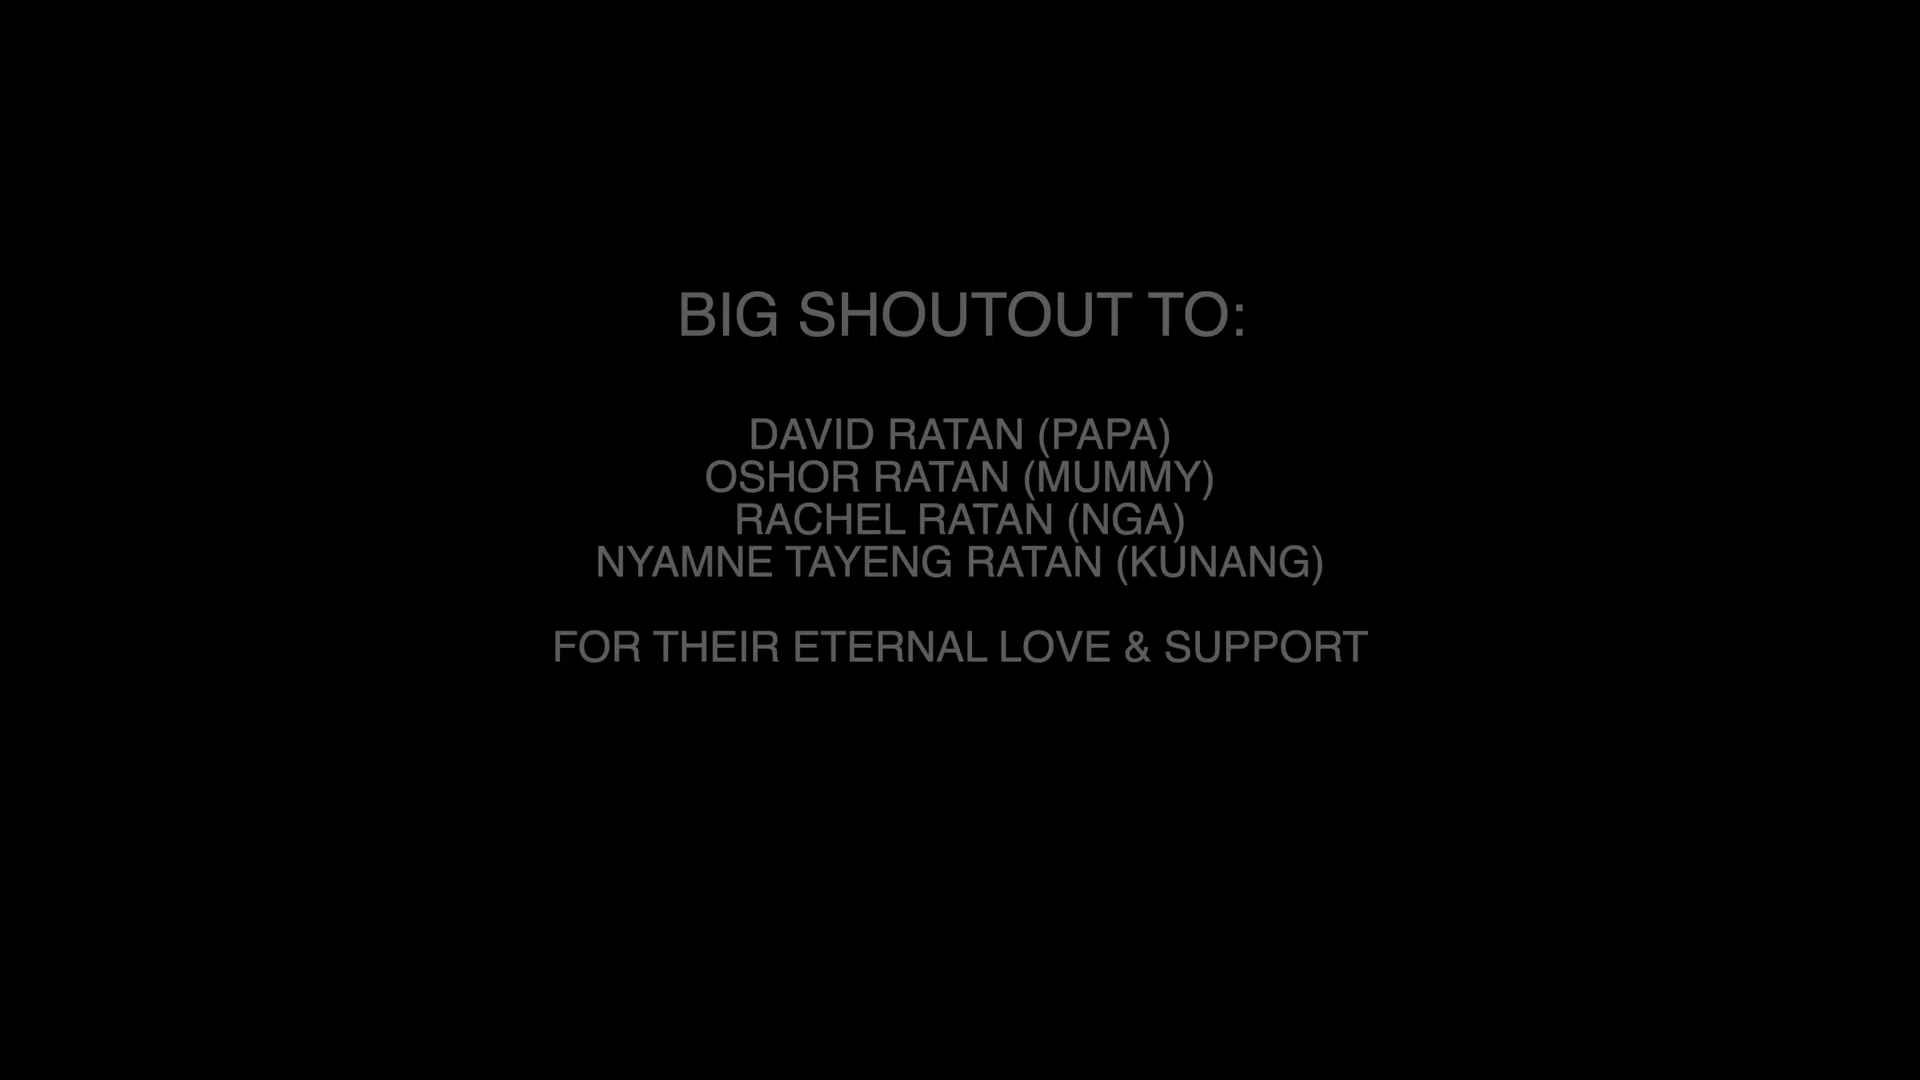 BIG SHOUTOUT TO:
DAVID RATAN (PAPA)
OSHOR RATAN (MUMMY)
RACHEL RATAN (NGA)
NYAMNE TAYENG RATAN (KUNANG)
FOR THEIR ETERNAL LOVE & SUPPORT